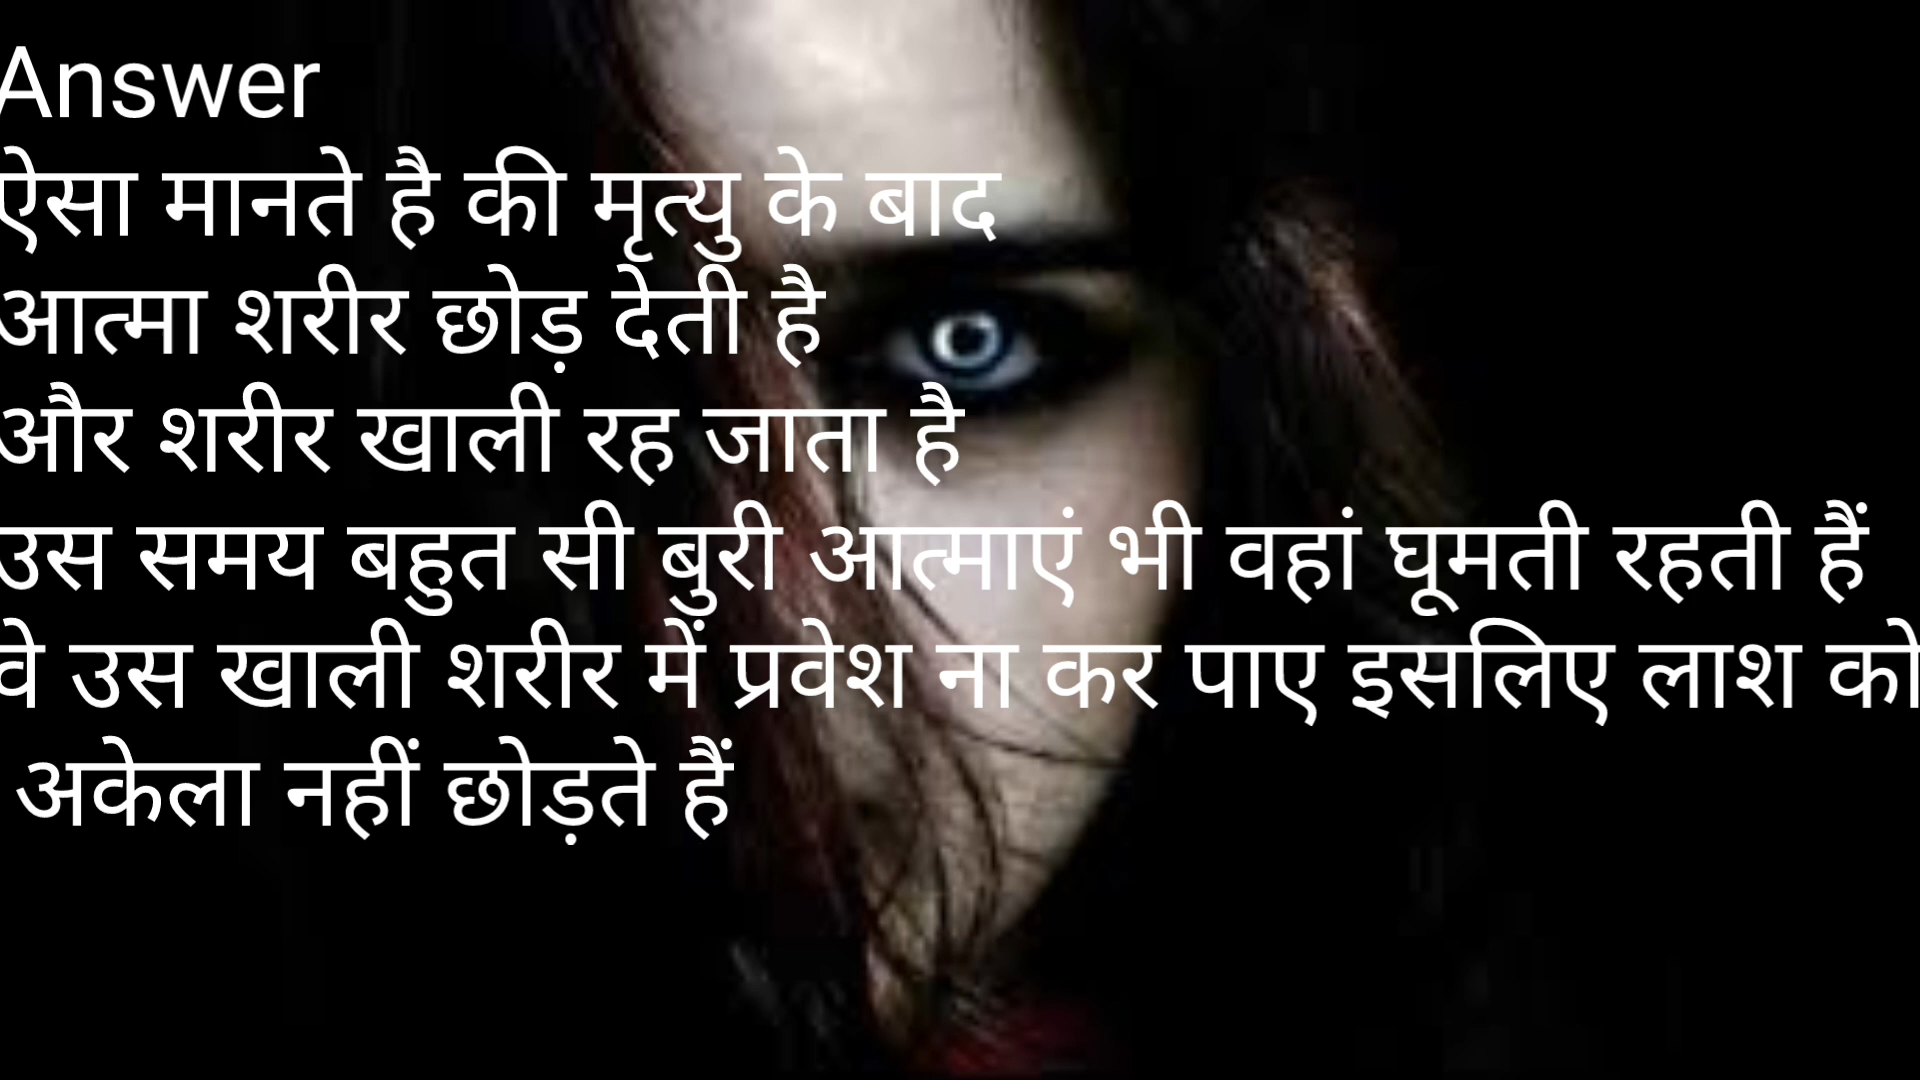 Answer
ऐसा मानते है की मृत्यु के बाद
आत्मा शरीर छोड़ देती है
और शरीर खाली रह जाता है
उस समय बहुत सी बुरी आत्माएं भी वहां घूमती रहती हैं
वे उस खाली शरीर में प्रवेश ना कर पाए इसलिए लाश को
अकेला नहीं छोड़ते हैं